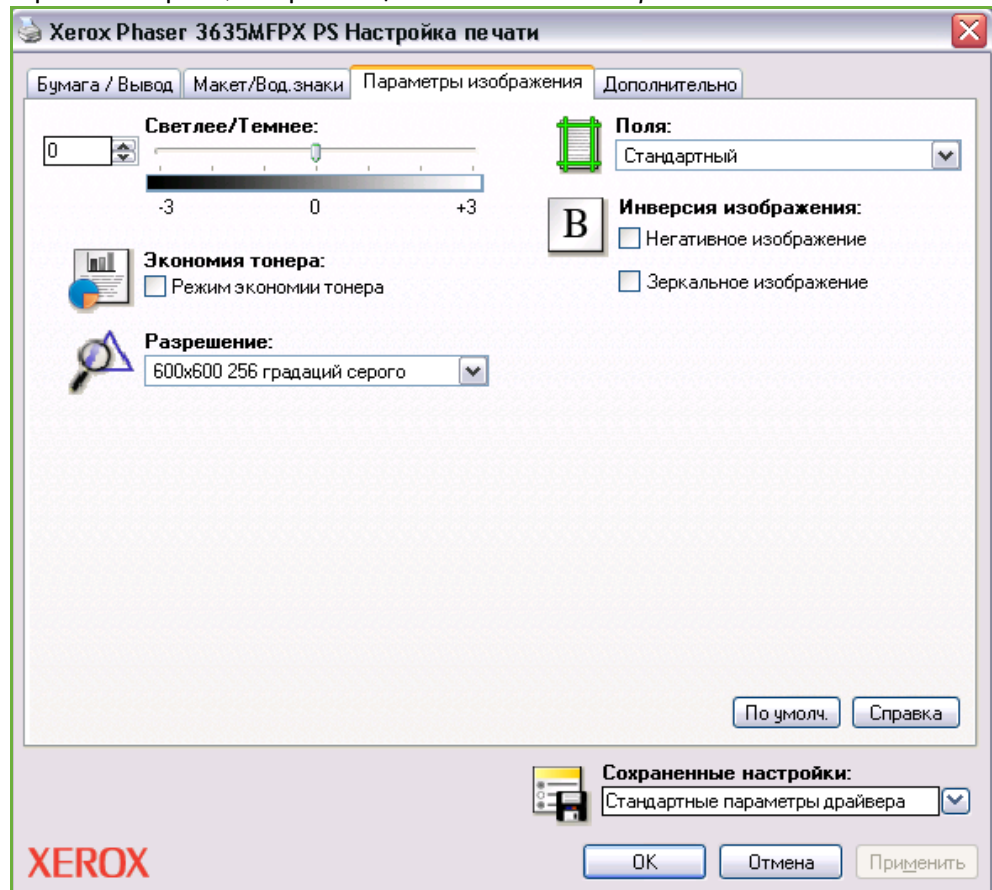 Xerox Phaser 3635MFPX PS Настройка печати
Бумага / Вывод
Макет/Вод.знаки
Параметры изображения
Дополнительно
Светлее/Темнее:
0
-3 0 +3
Экономия тонера:
Режим экономии тонера
Разрешение:
600x600 256 градаций серого
Поля:
Стандартный
B
Инверсия изображения:
Негативное изображение
Зеркальное изображение
По умолч.
Справка
Сохраненные настройки:
Стандартные параметры драйвера
XEROX
OK
Отмена
Применить